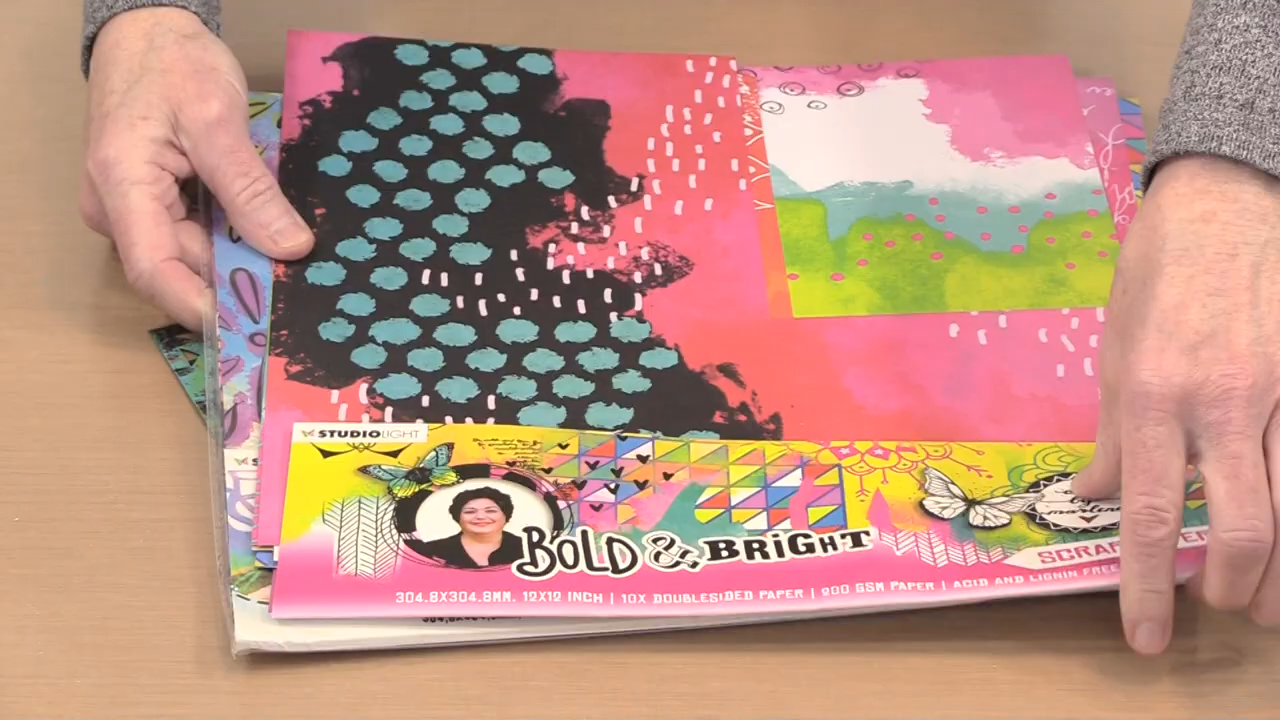 STUDIOLIGHT
BOLD & BRIGHT
304.8X304.8MM. 12X12 INCH | 10X DOUBLESIDED PAPER | 200 GSM PAPER | ACID AND LIGNIN FREE